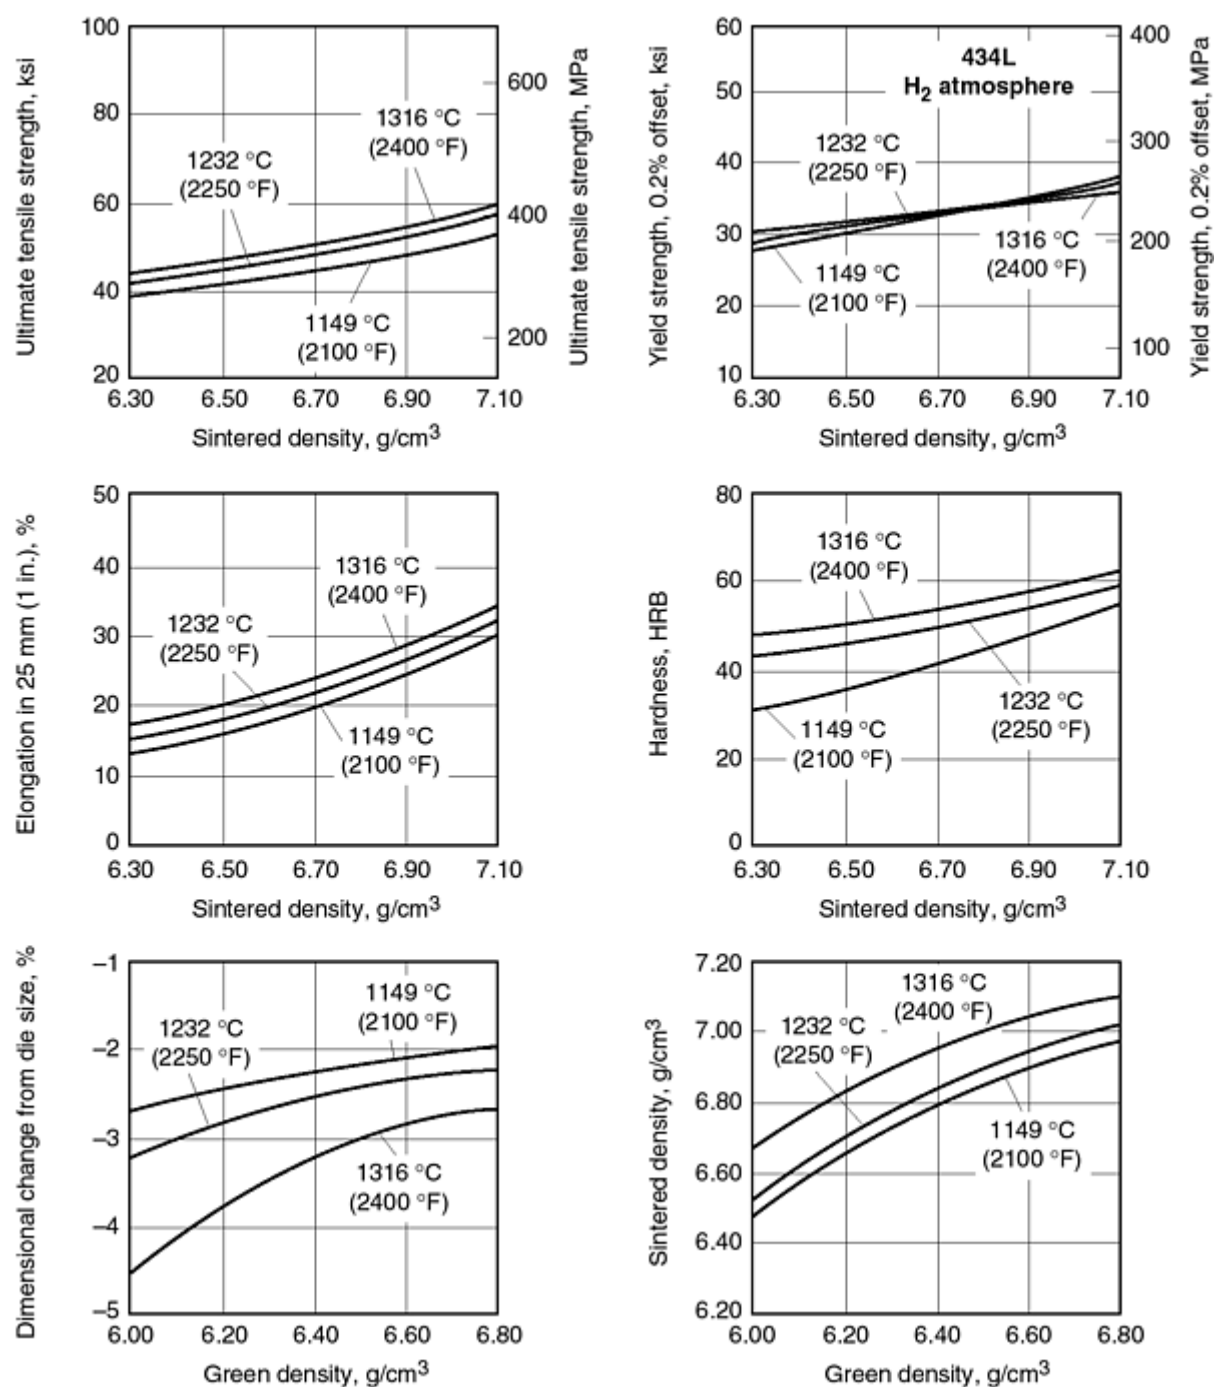 Ultimate tensile strength, ksi
100
80
60
40
20
1316 °C
(2400 °F)
1232 °C
(2250 °F)
1149 °C
(2100 °F)
600
400
200
Ultimate tensile strength, MPa
6.30 6.50 6.70 6.90 7.10
Sintered density, g/cm3
Yield strength, 0.2% offset, ksi
60
50
40
30
20
10
434L
H2 atmosphere
1232 °C
(2250 °F)
1316 °C
(2400 °F)
1149 °C
(2100 °F)
400
300
200
100
Yield strength, 0.2% offset, MPa
6.30 6.50 6.70 6.90 7.10
Sintered density, g/cm3
Elongation in 25 mm (1 in.), %
50
40
30
20
10
0
1316 °C
(2400 °F)
1232 °C
(2250 °F)
1149 °C
(2100 °F)
6.30 6.50 6.70 6.90 7.10
Sintered density, g/cm3
Hardness, HRB
80
60
40
20
0
1316 °C
(2400 °F)
1232 °C
(2250 °F)
1149 °C
(2100 °F)
6.30 6.50 6.70 6.90 7.10
Sintered density, g/cm3
Dimensional change from die size, %
–1
–2
–3
–4
–5
1149 °C
(2100 °F)
1232 °C
(2250 °F)
1316 °C
(2400 °F)
6.00 6.20 6.40 6.60 6.80
Green density, g/cm3
Sintered density, g/cm3
7.20
7.00
6.80
6.60
6.40
6.20
1316 °C
(2400 °F)
1232 °C
(2250 °F)
1149 °C
(2100 °F)
6.00 6.20 6.40 6.60 6.80
Green density, g/cm3